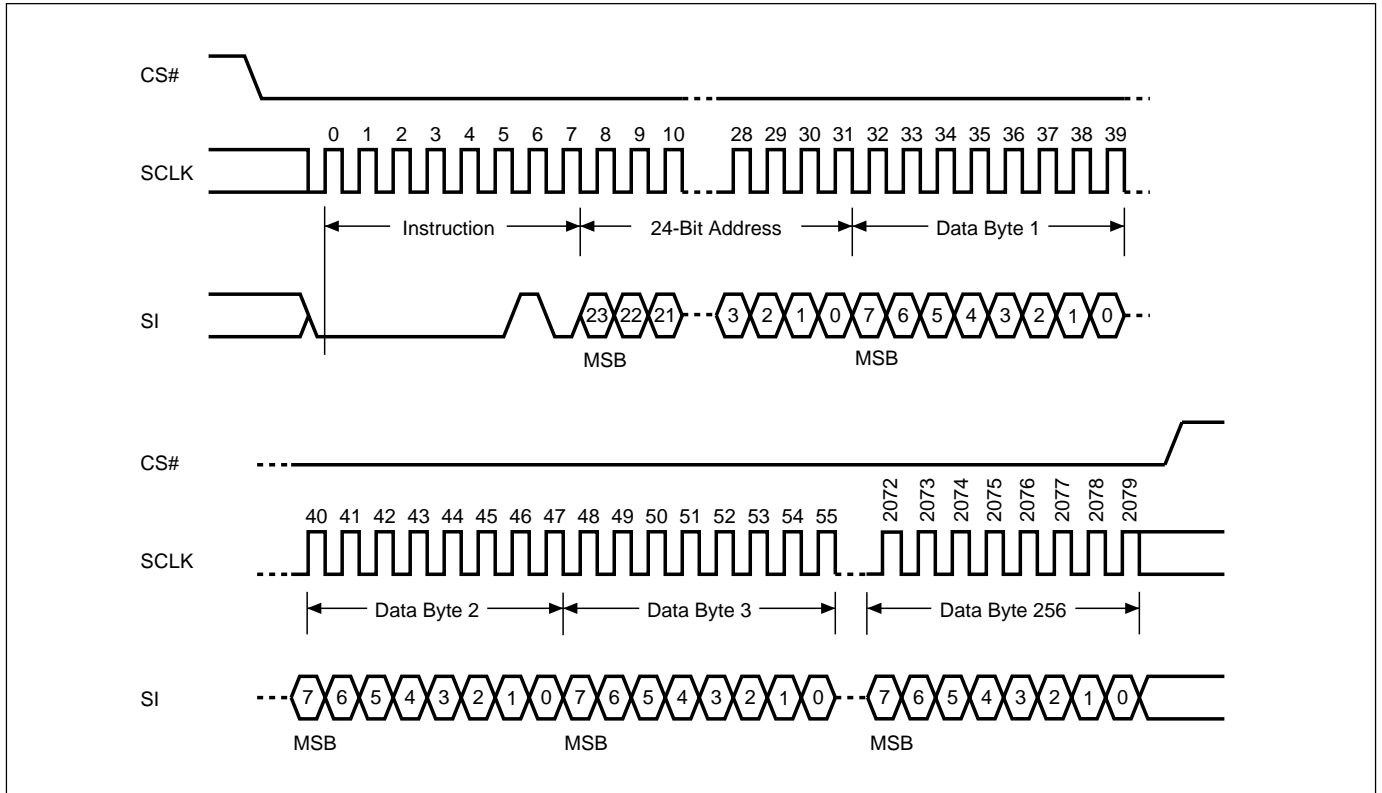 CS#
0 1 2 3 4 5 6 7 8 9 10 28 29 30 31 32 33 34 35 36 37 38 39
SCLK
Instruction 24-Bit Address Data Byte 1
SI 23 22 21 3 2 1 0 7 6 5 4 3 2 1 0
MSB MSB
CS#
40 41 42 43 44 45 46 47 48 49 50 51 52 53 54 55 2072 2073 2074 2075 2076 2077 2078 2079
SCLK
Data Byte 2 Data Byte 3 Data Byte 256
SI 7 6 5 4 3 2 1 0 7 6 5 4 3 2 1 0 7 6 5 4 3 2 1 0
MSB MSB MSB